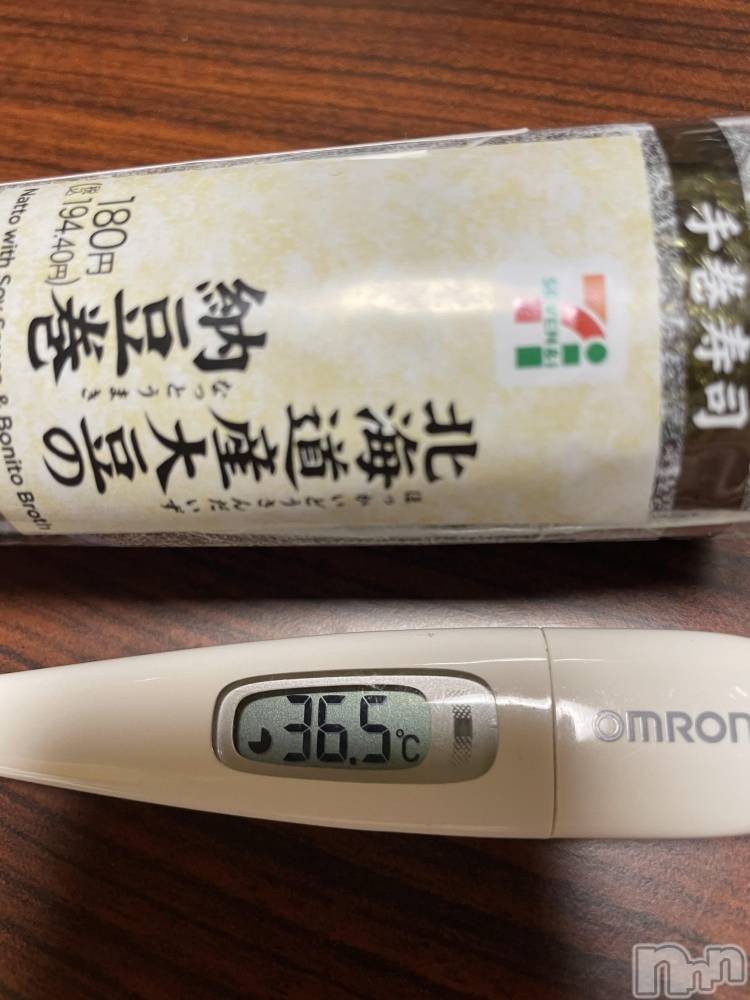 手巻寿司
SEVEN&i
ほっかいどうさんだいず
北海道産大豆の
なっとうまき
納豆巻
180円
(税込194.40円)
Natto with Soy Sauce & Bonito Broth
36.5℃
OMRON
nnn